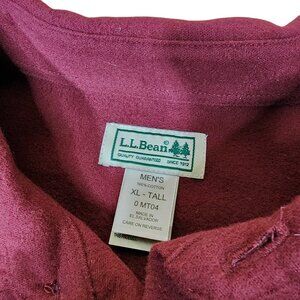 L.L.Bean®
QUALITY GUARANTEED SINCE 1912
MEN'S
100% COTTON
XL - TALL
0 MT04
MADE IN
EL SALVADOR
CARE ON REVERSE